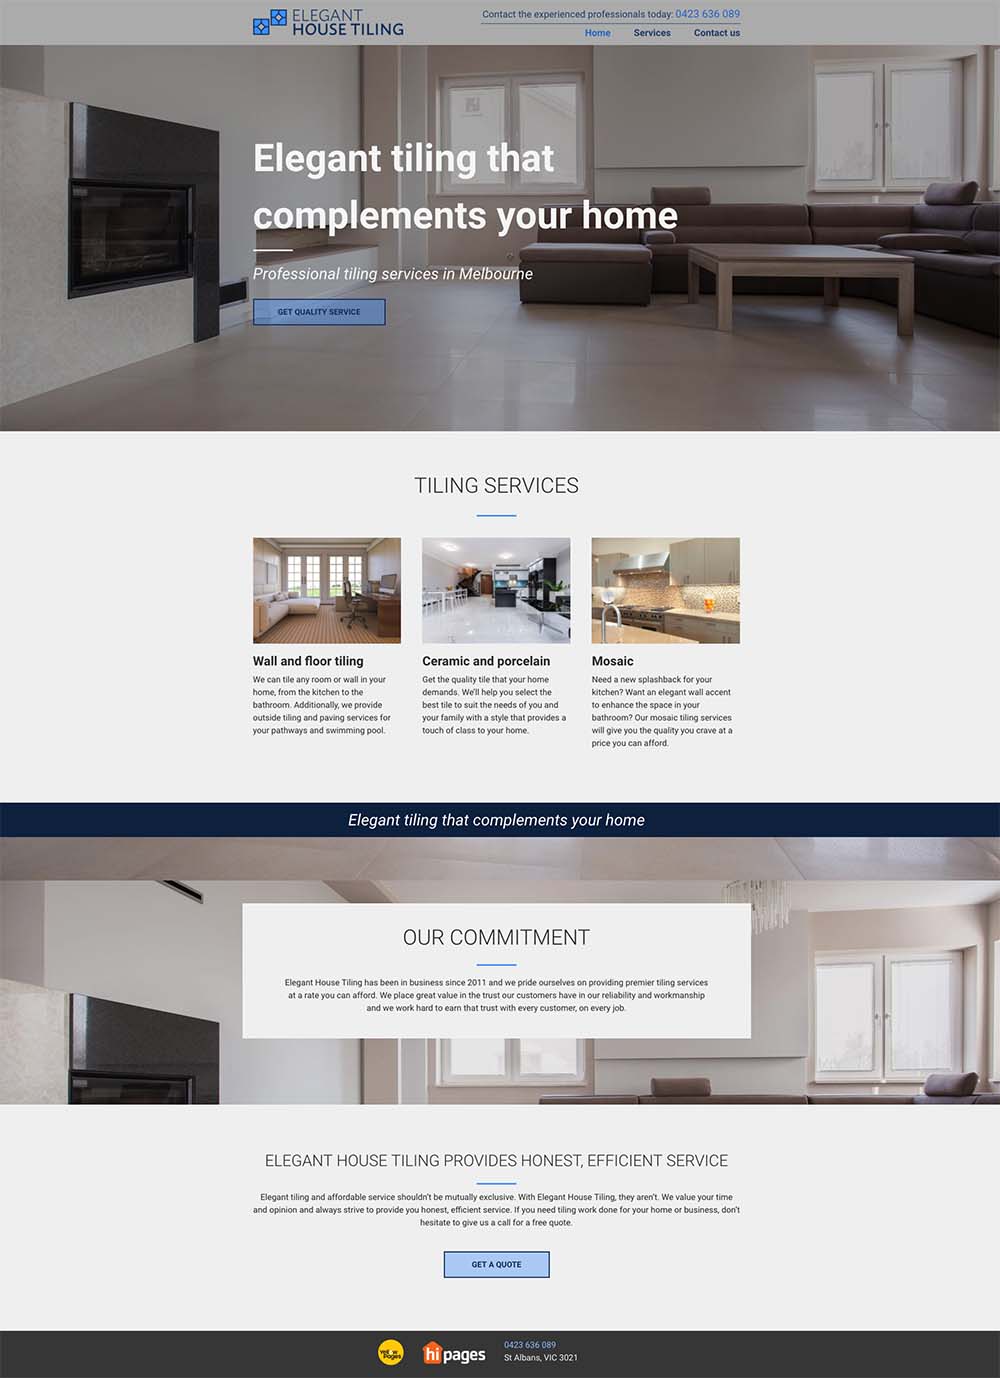 ELEGANT
HOUSE TILING
Contact the experienced professionals today: 0423 636 089
Home Services Contact us
Elegant tiling that
complements your home
Professional tiling services in Melbourne
GET QUALITY SERVICE
TILING SERVICES
Wall and floor tiling
We can tile any room or wall in your
home, from the kitchen to the
bathroom. Additionally, we provide
outside tiling and paving services for
your pathways and swimming pool.
Ceramic and porcelain
Get the quality tile that your home
demands. We'll help you select the
best tile to suit the needs of you and
your family with a style that provides a
touch of class to your home.
Mosaic
Need a new splashback for your
kitchen? Want an elegant wall accent
to enhance the space in your
bathroom? Our mosaic tiling services
will give you the quality you crave at a
price you can afford.
Elegant tiling that complements your home
OUR COMMITMENT
Elegant House Tiling has been in business since 2011 and we pride ourselves on providing premier tiling services
at a rate you can afford. We place great value in the trust our customers have in our reliability and workmanship
and we work hard to earn that trust with every customer, on every job.
ELEGANT HOUSE TILING PROVIDES HONEST, EFFICIENT SERVICE
Elegant tiling and affordable service shouldn't be mutually exclusive. With Elegant House Tiling, they aren't. We value your time
and opinion and always strive to provide you honest, efficient service. If you need tiling work done for your home or business, don't
hesitate to give us a call for a free quote.
GET A QUOTE
Yellow
Pages
hipages
0423 636 089
St Albans, VIC 3021